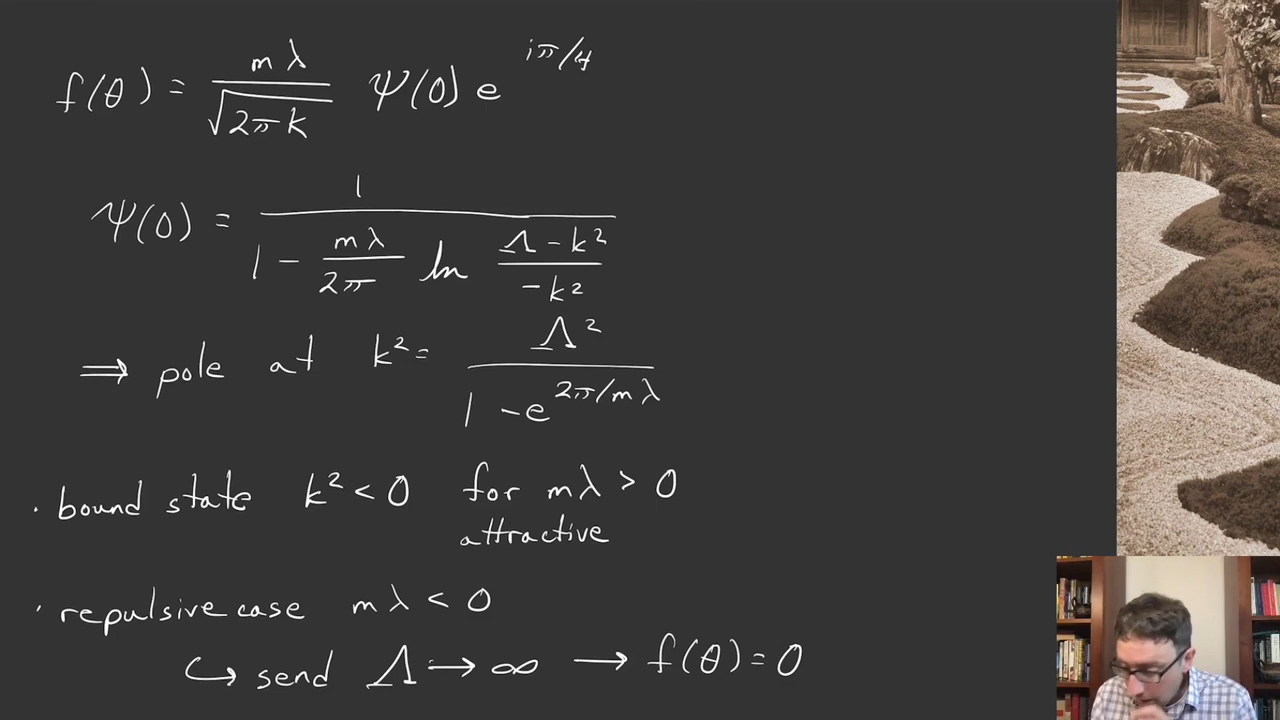 f(θ) = mλ / √(2πk) ψ(0) e^{iπ/4}
ψ(0) = 1 / (1 - mλ/2π ln (Λ - k²)/(-k²))
⇒ pole at k² = Λ² / (1 - e^{2π/mλ})
· bound state k² < 0 for mλ > 0
attractive
· repulsive case mλ < 0
↪ send Λ → ∞ → f(θ) = 0